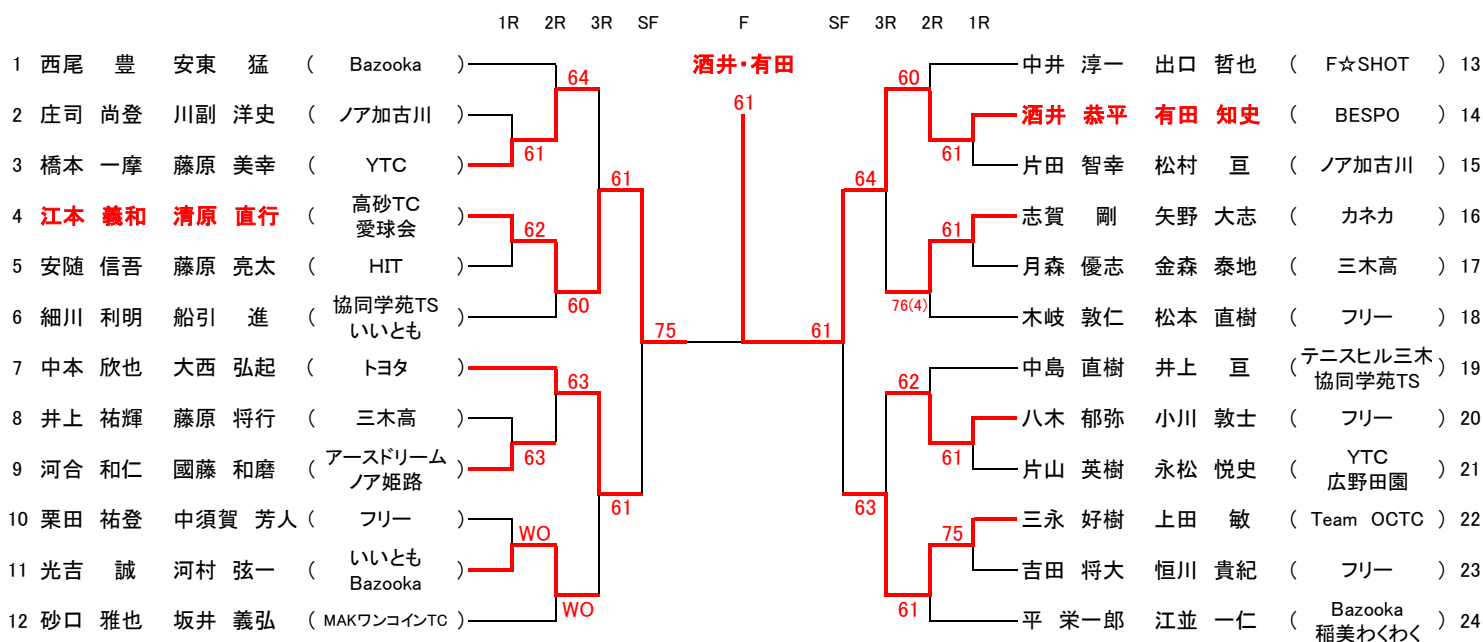 1R 2R 3R SF F SF 3R 2R 1R
酒井・有田
61
1 西尾 豊 安東 猛 ( Bazooka )
2 庄司 尚登 川副 洋史 ( ノア加古川 )
3 橋本 一摩 藤原 美幸 ( YTC )
4 江本 義和 清原 直行 ( 高砂TC 愛球会 )
5 安随 信吾 藤原 亮太 ( HIT )
6 細川 利明 船引 進 ( 協同学苑TS いいとも )
7 中本 欣也 大西 弘起 ( トヨタ )
8 井上 祐輝 藤原 将行 ( 三木高 )
9 河合 和仁 國藤 和磨 ( アースドリーム ノア姫路 )
10 栗田 祐登 中須賀 芳人 ( フリー )
11 光吉 誠 河村 弦一 ( いいとも Bazooka )
12 砂口 雅也 坂井 義弘 ( MAKワンコインTC )
64
61
61
62
60
75
63
63
61
WO
WO
中井 淳一 出口 哲也 ( F☆SHOT ) 13
酒井 恭平 有田 知史 ( BESPO ) 14
片田 智幸 松村 亘 ( ノア加古川 ) 15
志賀 剛 矢野 大志 ( カネカ ) 16
月森 優志 金森 泰地 ( 三木高 ) 17
木岐 敦仁 松本 直樹 ( フリー ) 18
中島 直樹 井上 亘 ( テニスヒル三木 協同学苑TS ) 19
八木 郁弥 小川 敦士 ( フリー ) 20
片山 英樹 永松 悦史 ( YTC 広野田園 ) 21
三永 好樹 上田 敏 ( Team OCTC ) 22
吉田 将大 恒川 貴紀 ( フリー ) 23
平 栄一郎 江並 一仁 ( Bazooka 稲美わくわく ) 24
60
61
64
61
76(4)
61
62
61
63
75
61